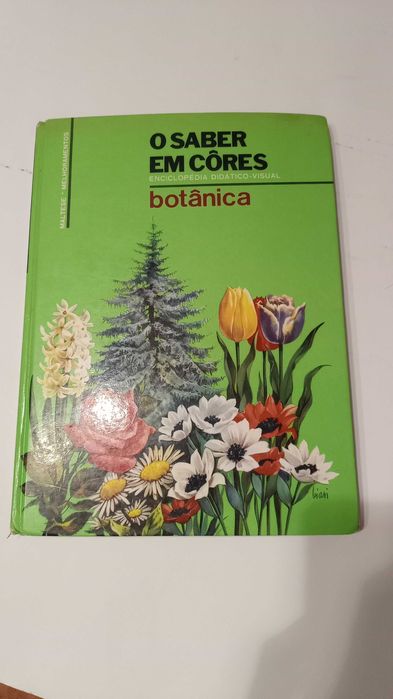 MALTESE - MELHORAMENTOS
O SABER
EM CÔRES
ENCICLOPÉDIA DIDÁTICO-VISUAL
botânica